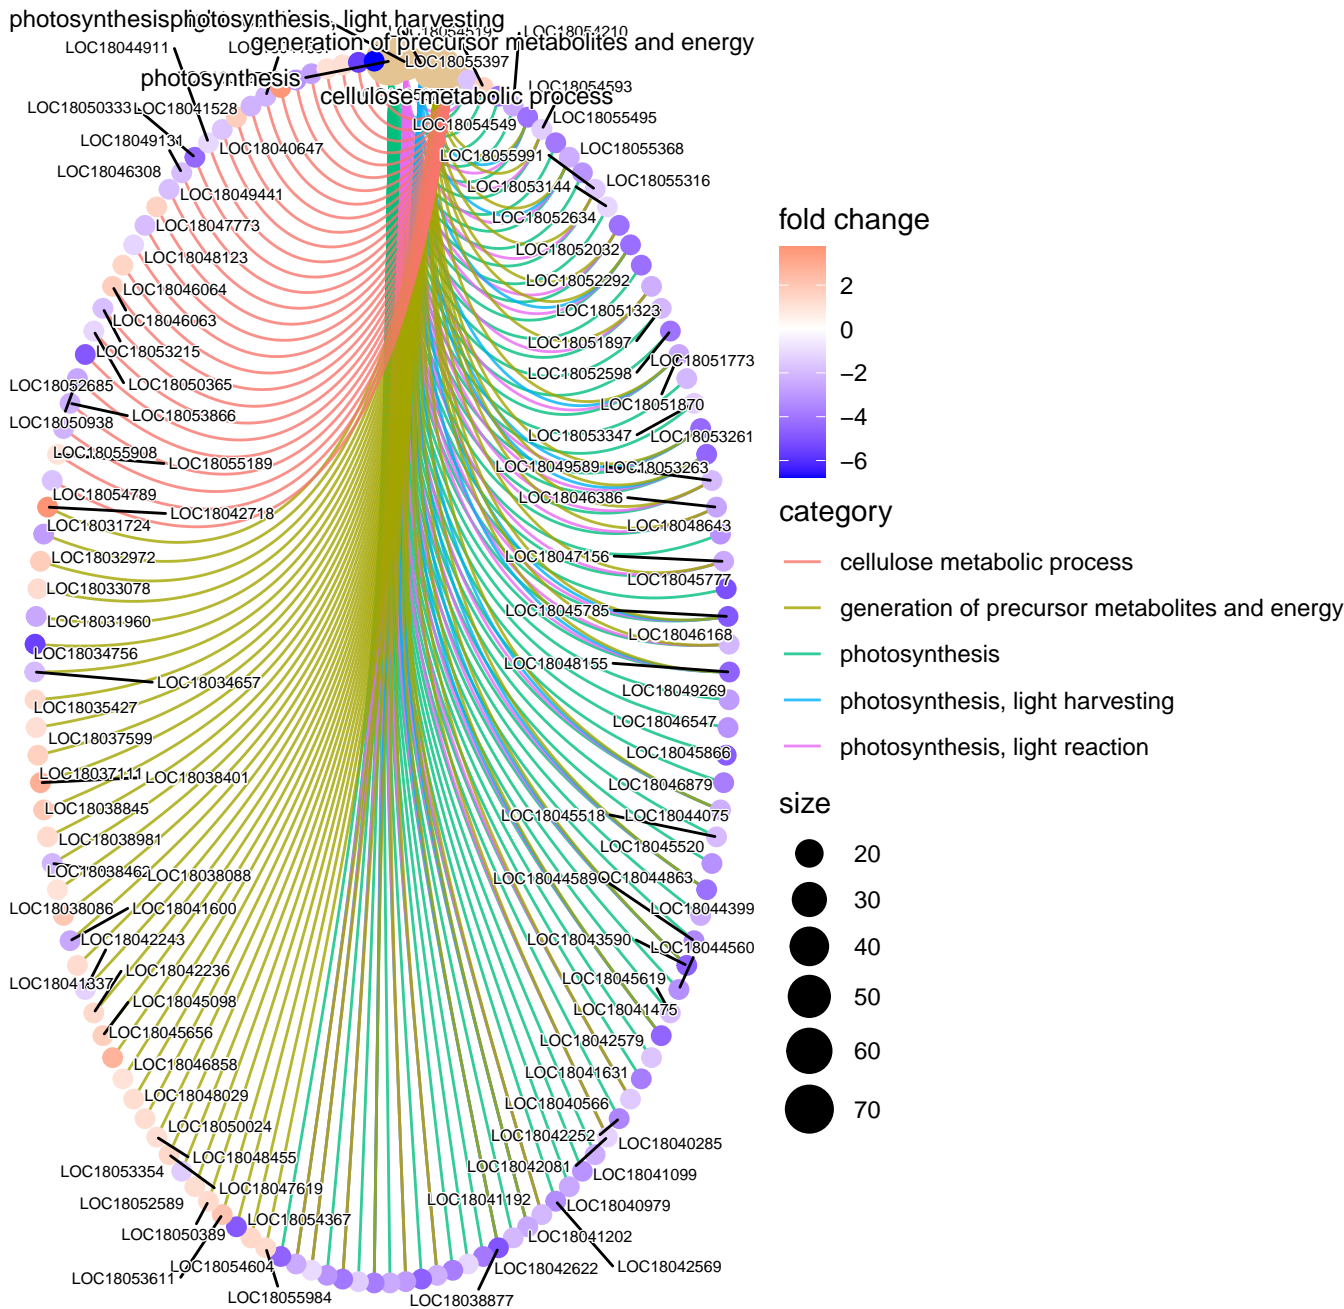 photosynthesis
photosynthesis, light harvesting
LOC18054519
LOC18054210
LOC18044911
generation of precursor metabolites and energy
LOC18055397
photosynthesis
LOC18054593
cellulose metabolic process
LOC18050333
LOC18041528
LOC18055495
LOC18054549
LOC18049131
LOC18040647
LOC18055991
LOC18055368
LOC18046308
LOC18053144
LOC18055316
LOC18049441
LOC18047773
LOC18052634
LOC18048123
LOC18052032
LOC18046064
LOC18052292
LOC18046063
LOC18051323
LOC18053215
LOC18051897
LOC18051773
LOC18052685
LOC18050365
LOC18052598
LOC18053866
LOC18051870
LOC18050938
LOC18053347
LOC18053261
LOC18055908
LOC18055189
LOC18049589
LOC18053263
LOC18054789
LOC18046386
LOC18042718
LOC18031724
LOC18048643
LOC18032972
LOC18047156
LOC18045777
LOC18033078
LOC18031960
LOC18045785
LOC18046168
LOC18034756
LOC18048155
LOC18034657
LOC18049269
LOC18035427
LOC18046547
LOC18037599
LOC18045866
LOC18037111
LOC18038401
LOC18046879
LOC18038845
LOC18045518
LOC18044075
LOC18038981
LOC18045520
LOC18038462
LOC18038088
LOC18044589
LOC18044863
LOC18038086
LOC18041600
LOC18044399
LOC18042243
LOC18043590
LOC18044560
LOC18042236
LOC18041337
LOC18045619
LOC18045098
LOC18041475
LOC18045656
LOC18042579
LOC18046858
LOC18041631
LOC18048029
LOC18040566
LOC18050024
LOC18042252
LOC18040285
LOC18048455
LOC18053354
LOC18042081
LOC18041099
LOC18047619
LOC18052589
LOC18041192
LOC18040979
LOC18054367
LOC18050389
LOC18041202
LOC18054604
LOC18042622
LOC18042569
LOC18053611
LOC18055984
LOC18038877
fold change
2
0
−2
−4
−6
category
cellulose metabolic process
generation of precursor metabolites and energy
photosynthesis
photosynthesis, light harvesting
photosynthesis, light reaction
size
20
30
40
50
60
70